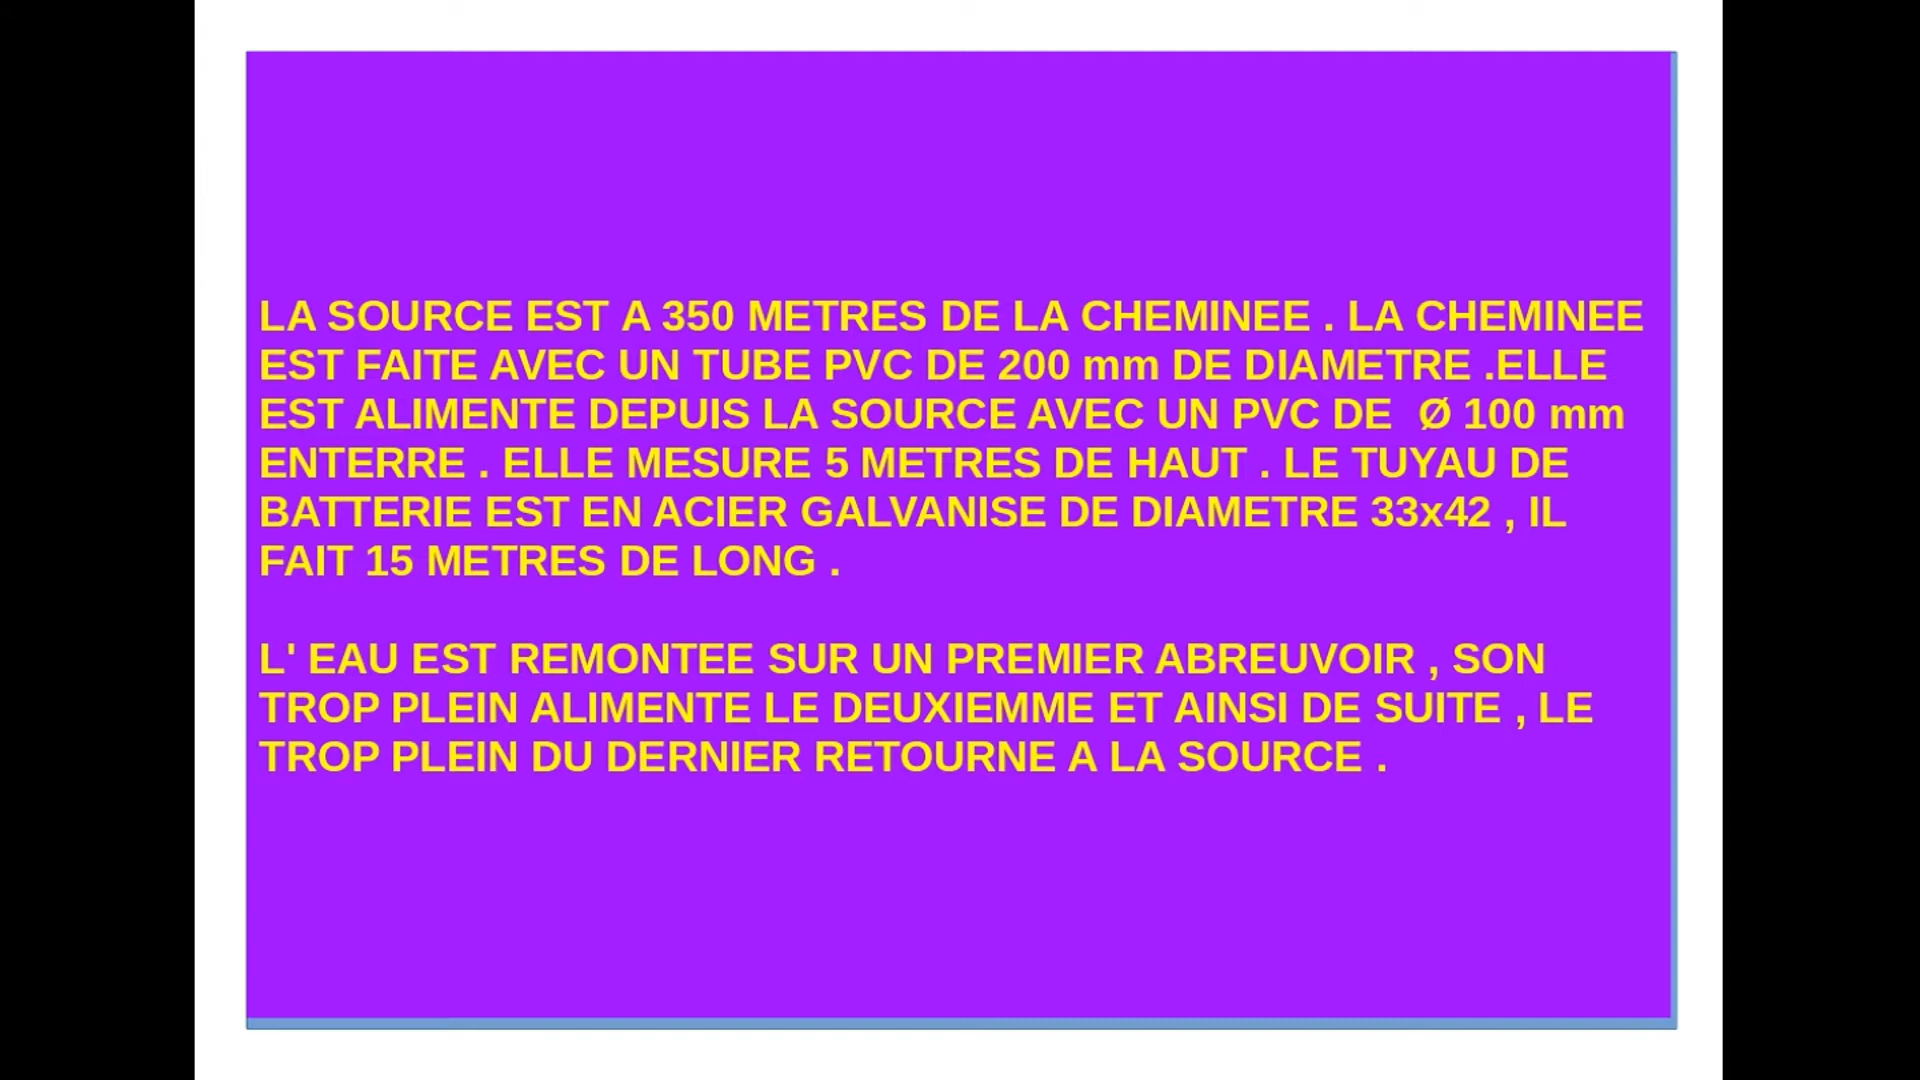 LA SOURCE EST A 350 METRES DE LA CHEMINEE . LA CHEMINEE
EST FAITE AVEC UN TUBE PVC DE 200 mm DE DIAMETRE .ELLE
EST ALIMENTE DEPUIS LA SOURCE AVEC UN PVC DE  Ø 100 mm
ENTERRE . ELLE MESURE 5 METRES DE HAUT . LE TUYAU DE
BATTERIE EST EN ACIER GALVANISE DE DIAMETRE 33x42 , IL
FAIT 15 METRES DE LONG .
L' EAU EST REMONTEE SUR UN PREMIER ABREUVOIR , SON
TROP PLEIN ALIMENTE LE DEUXIEMME ET AINSI DE SUITE , LE
TROP PLEIN DU DERNIER RETOURNE A LA SOURCE .